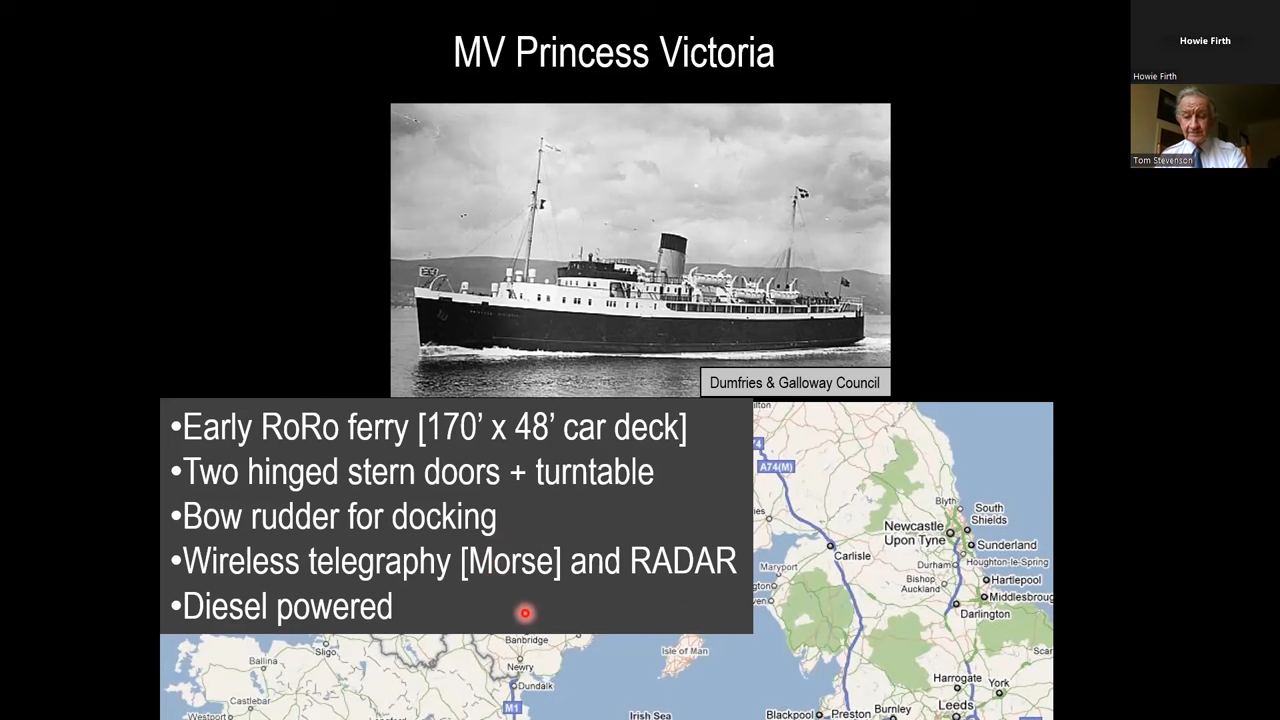 MV Princess Victoria
Howie Firth
Howie Firth
Tom Stevenson
Dumfries & Galloway Council
•Early RoRo ferry [170’ x 48’ car deck]
•Two hinged stern doors + turntable
•Bow rudder for docking
•Wireless telegraphy [Morse] and RADAR
•Diesel powered
A74(M)
Blyth
South
Shields
Newcastle
Upon Tyne
Sunderland
Carlisle
Houghton-le-Spring
Durham
Maryport
Hartlepool
Bishop
Auckland
Middlesbroug
Darlington
Banbridge
Sligo
Isle of Man
Ballina
Newry
Dundalk
Harrogate
York
Castlebar
M1
Leeds
Westport
Irish Sea
Blackpool
Preston
Burnley